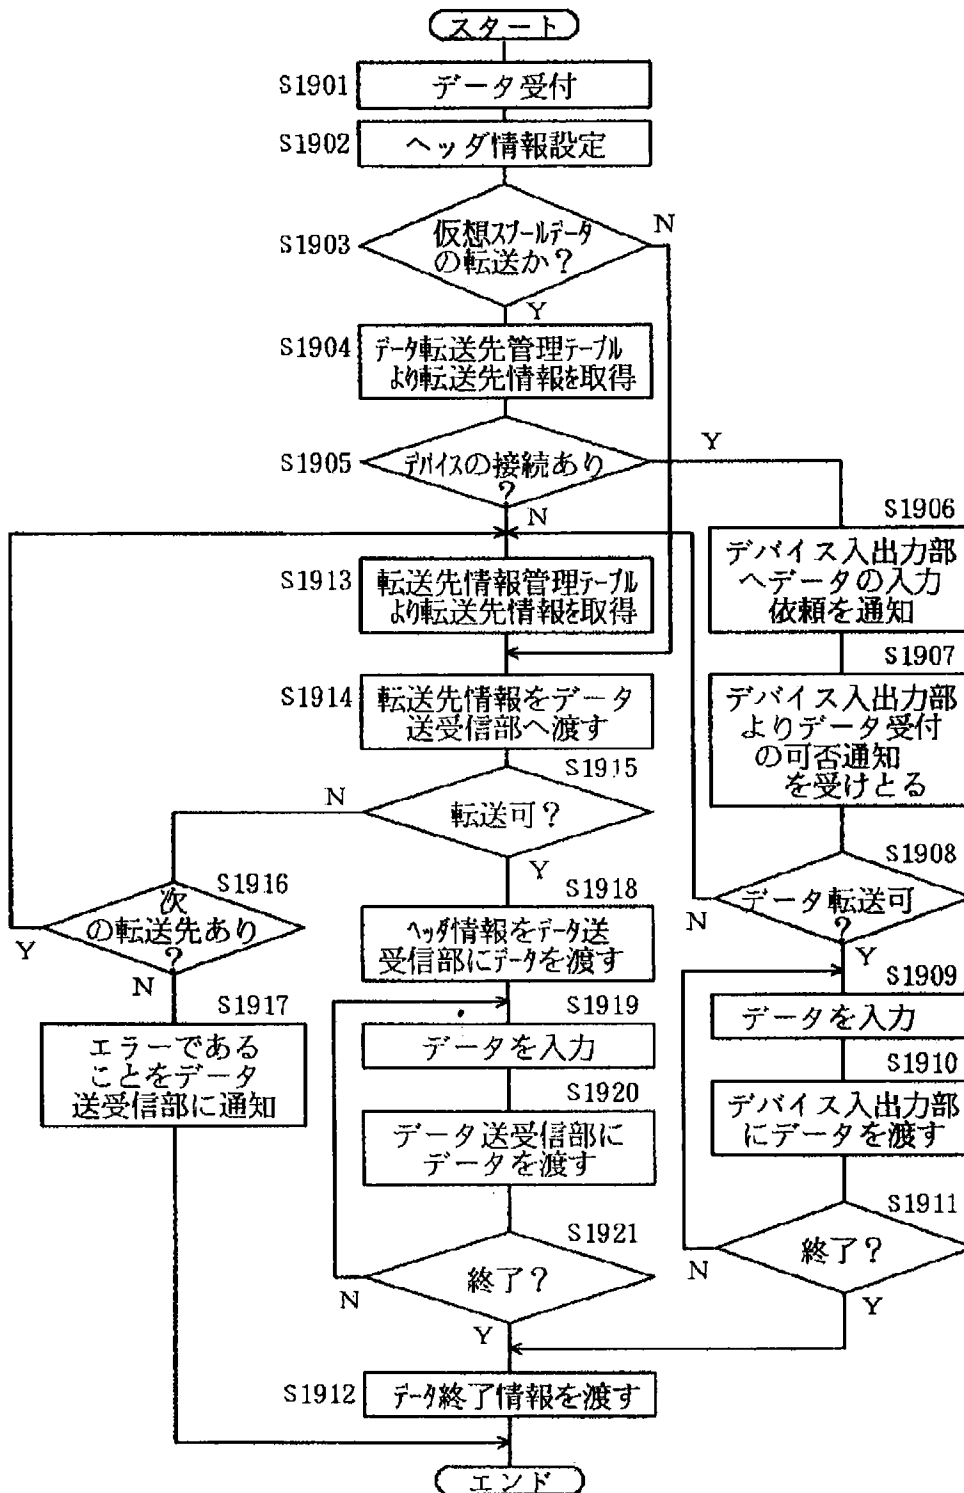 スタート
S1901
データ受付
S1902
ヘッダ情報設定
S1903
仮想スプールデータ
の転送か?
N
Y
S1904
データ転送先管理テーブル
より転送先情報を取得
S1905
デバイスの接続あり
?
Y
N
S1906
デバイス入出力部
へデータの入力
依頼を通知
S1913
転送先情報管理テーブル
より転送先情報を取得
S1907
デバイス入出力部
よりデータ受付
の可否通知
を受けとる
S1914
転送先情報をデータ
送受信部へ渡す
S1915
転送可?
N
Y
S1908
データ転送可
?
N
Y
S1916
次
の転送先あり
?
Y
N
S1918
ヘッダ情報をデータ送
受信部にデータを渡す
S1909
データを入力
S1917
エラーである
ことをデータ
送受信部に通知
S1919
データを入力
S1910
デバイス入出力部
にデータを渡す
S1920
データ送受信部に
データを渡す
S1911
終了?
N
Y
S1921
終了?
N
Y
S1912
データ終了情報を渡す
エンド